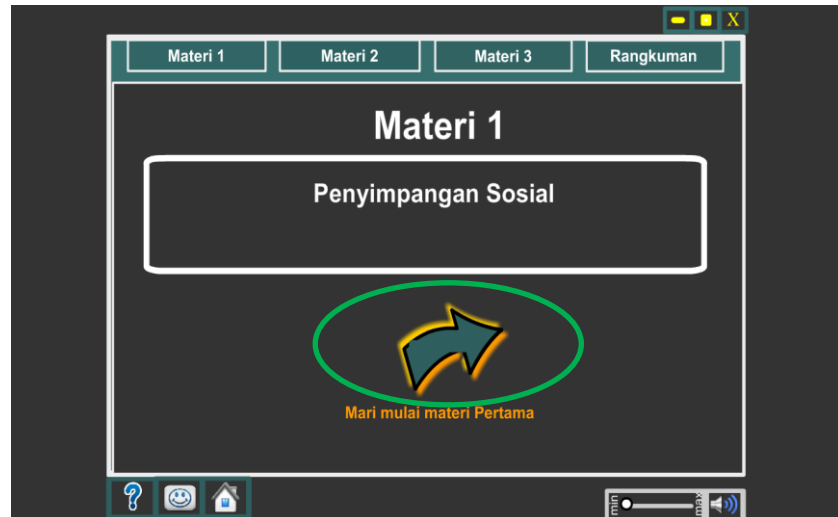 X
Materi 1
Materi 2
Materi 3
Rangkuman
Materi 1
Penyimpangan Sosial
Mari mulai materi Pertama
?
min
max